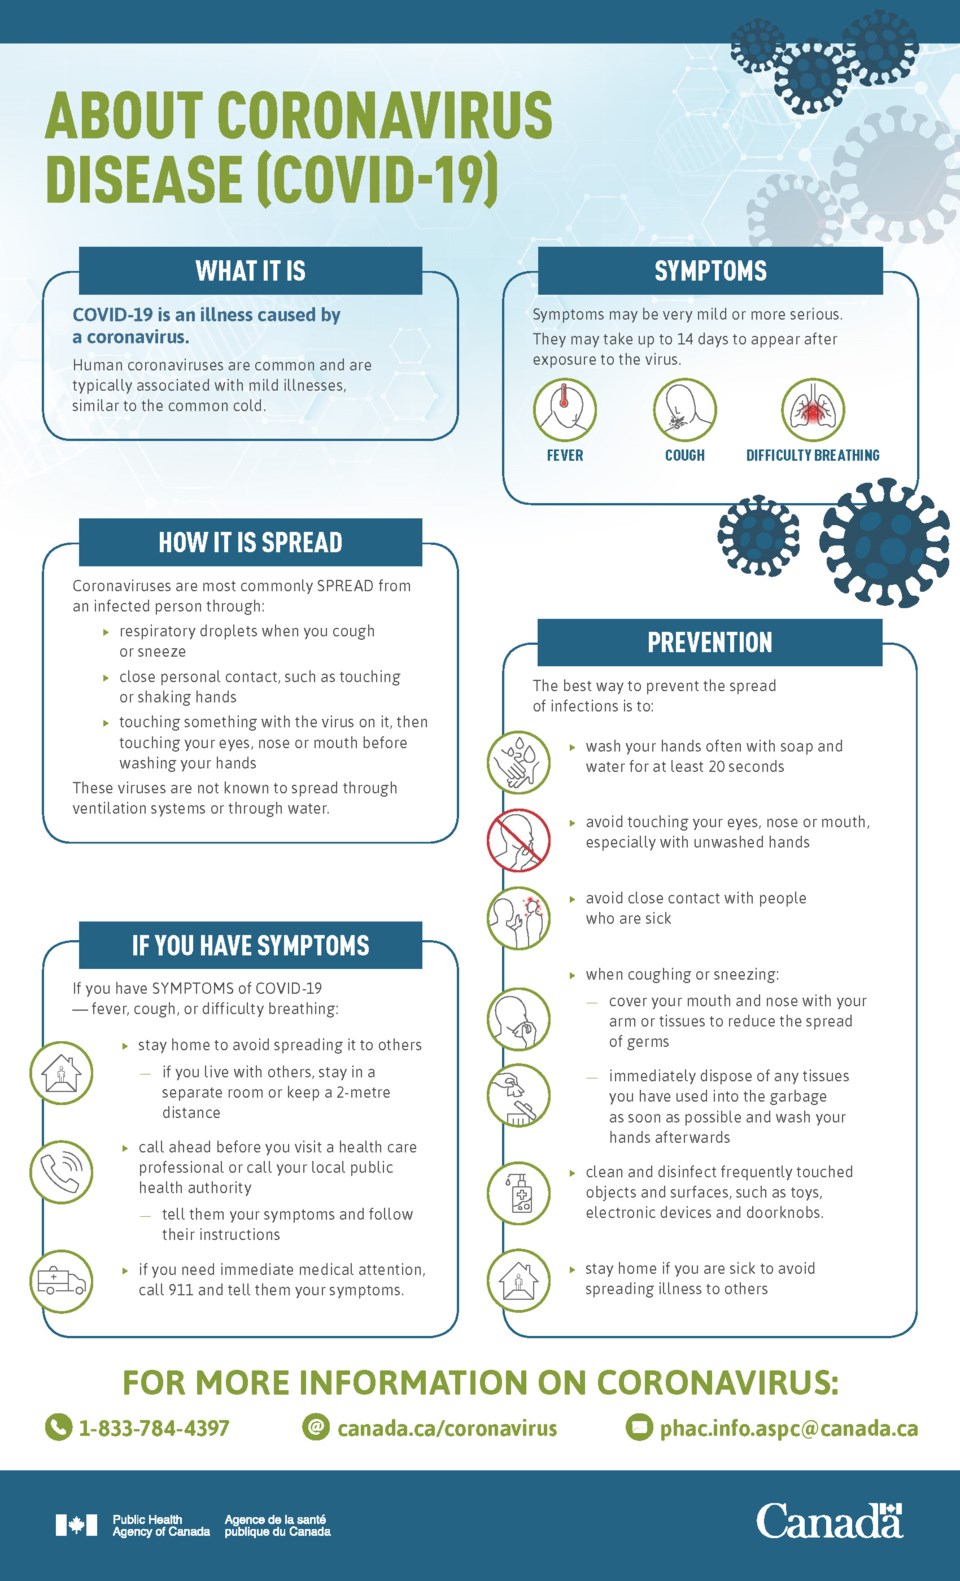 ABOUT CORONAVIRUS
DISEASE (COVID-19)
WHAT IT IS
COVID-19 is an illness caused by
a coronavirus.
Human coronaviruses are common and are
typically associated with mild illnesses,
similar to the common cold.
SYMPTOMS
Symptoms may be very mild or more serious.
They may take up to 14 days to appear after
exposure to the virus.
FEVER
COUGH
DIFFICULTY BREATHING
HOW IT IS SPREAD
Coronaviruses are most commonly SPREAD from
an infected person through:
▸ respiratory droplets when you cough
or sneeze
▸ close personal contact, such as touching
or shaking hands
▸ touching something with the virus on it, then
touching your eyes, nose or mouth before
washing your hands
These viruses are not known to spread through
ventilation systems or through water.
PREVENTION
The best way to prevent the spread
of infections is to:
▸ wash your hands often with soap and
water for at least 20 seconds
▸ avoid touching your eyes, nose or mouth,
especially with unwashed hands
▸ avoid close contact with people
who are sick
▸ when coughing or sneezing:
— cover your mouth and nose with your
arm or tissues to reduce the spread
of germs
— immediately dispose of any tissues
you have used into the garbage
as soon as possible and wash your
hands afterwards
▸ clean and disinfect frequently touched
objects and surfaces, such as toys,
electronic devices and doorknobs.
▸ stay home if you are sick to avoid
spreading illness to others
IF YOU HAVE SYMPTOMS
If you have SYMPTOMS of COVID-19
— fever, cough, or difficulty breathing:
▸ stay home to avoid spreading it to others
— if you live with others, stay in a
separate room or keep a 2-metre
distance
▸ call ahead before you visit a health care
professional or call your local public
health authority
— tell them your symptoms and follow
their instructions
▸ if you need immediate medical attention,
call 911 and tell them your symptoms.
FOR MORE INFORMATION ON CORONAVIRUS:
1-833-784-4397
canada.ca/coronavirus
phac.info.aspc@canada.ca
Public Health
Agency of Canada
Agence de la santé
publique du Canada
Canada